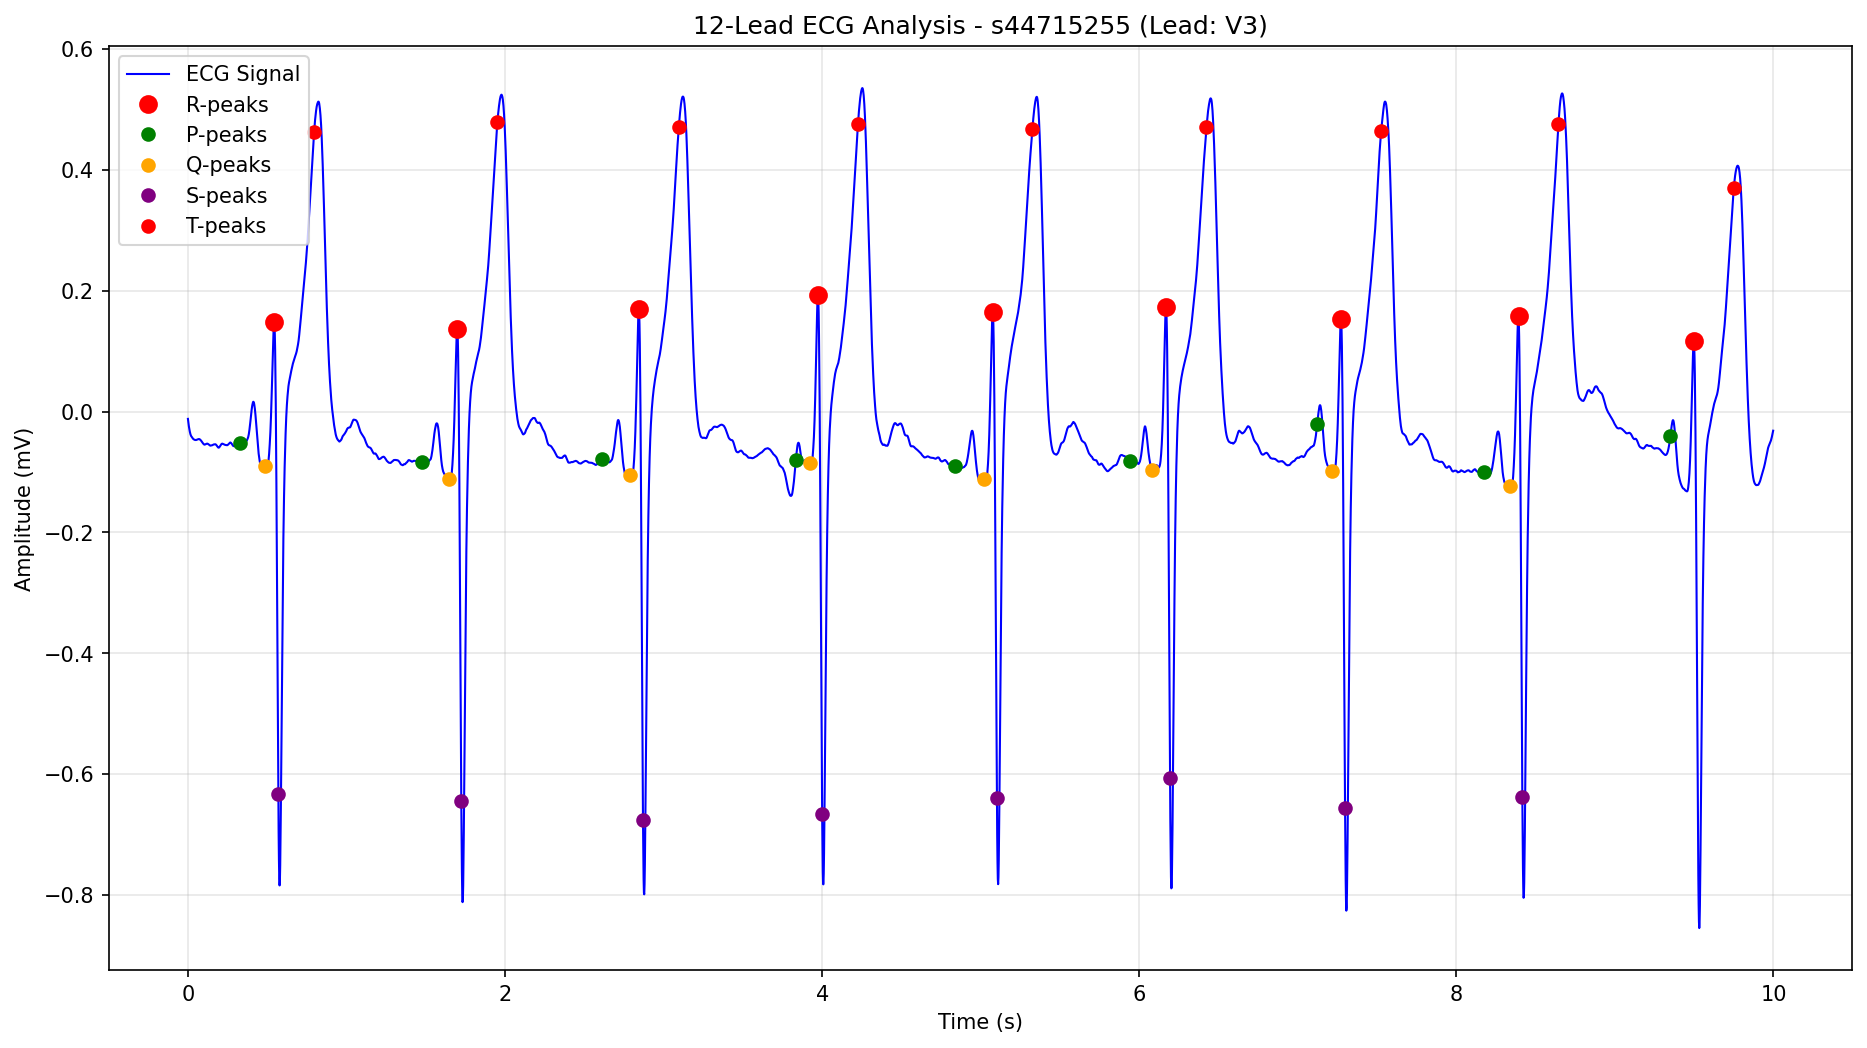 12-Lead ECG Analysis - s44715255 (Lead: V3)
ECG Signal
R-peaks
P-peaks
Q-peaks
S-peaks
T-peaks
0.6
0.4
0.2
0.0
−0.2
−0.4
−0.6
−0.8
Amplitude (mV)
0 2 4 6 8 10
Time (s)